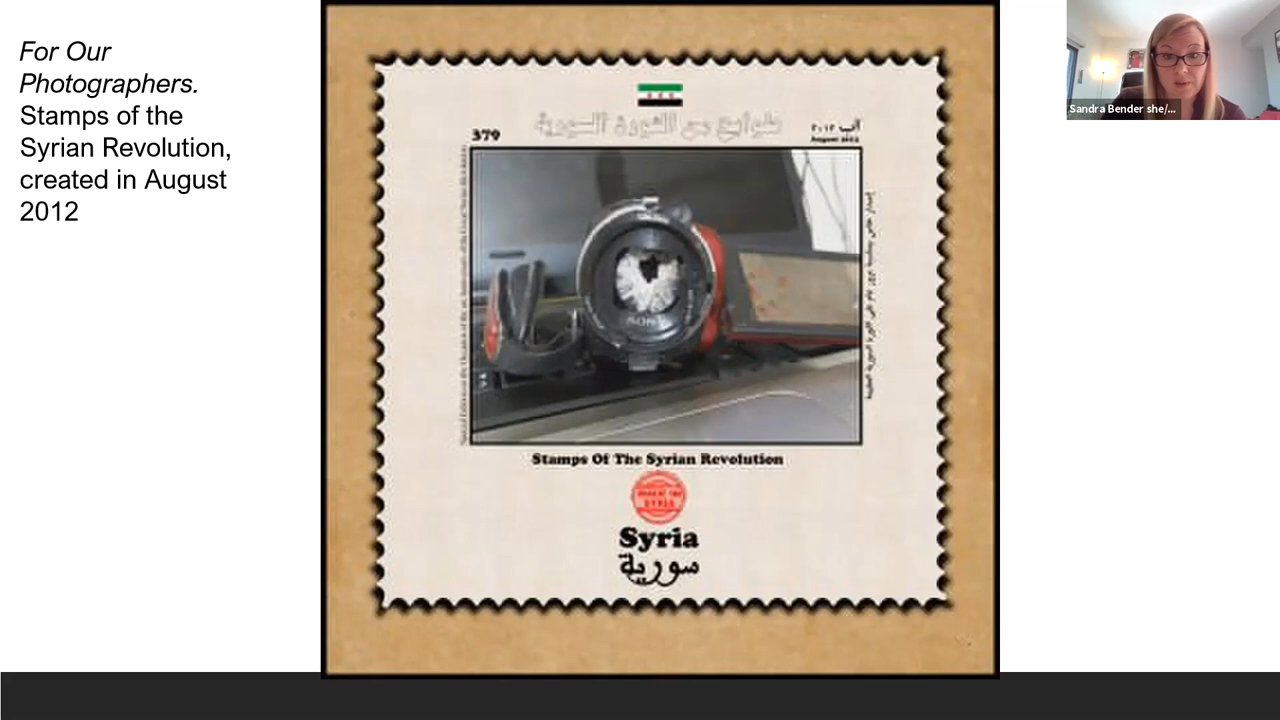 For Our
Photographers.
Stamps of the
Syrian Revolution,
created in August
2012
Sandra Bender she/...
طوابع من الثورة السورية
379
آب ٢٠١٢
August 2012
SONY
Stamps Of The Syrian Revolution
SYRIA
Syria
سورية